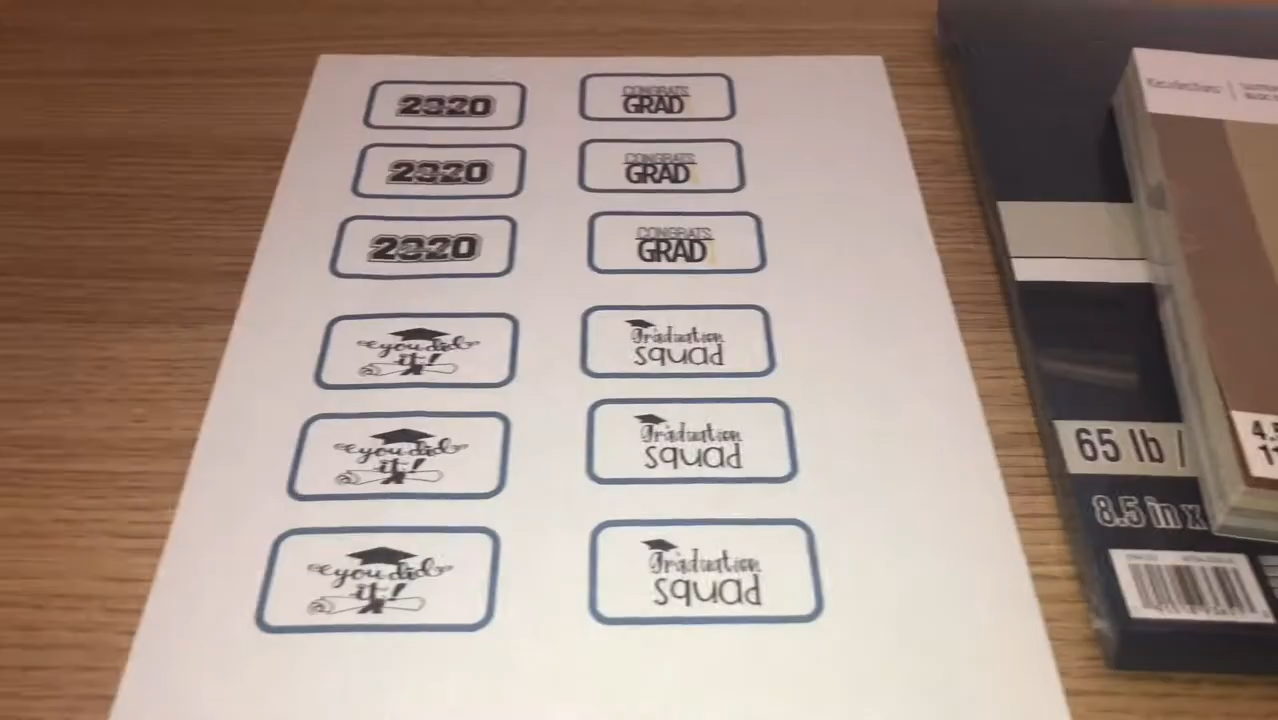 2020
CONGRATS
GRAD
2020
CONGRATS
GRAD
2020
CONGRATS
GRAD
you did
it!
Graduation
squad
you did
it!
Graduation
squad
you did
it!
Graduation
squad
Recollections
65 lb /
8.5 in x